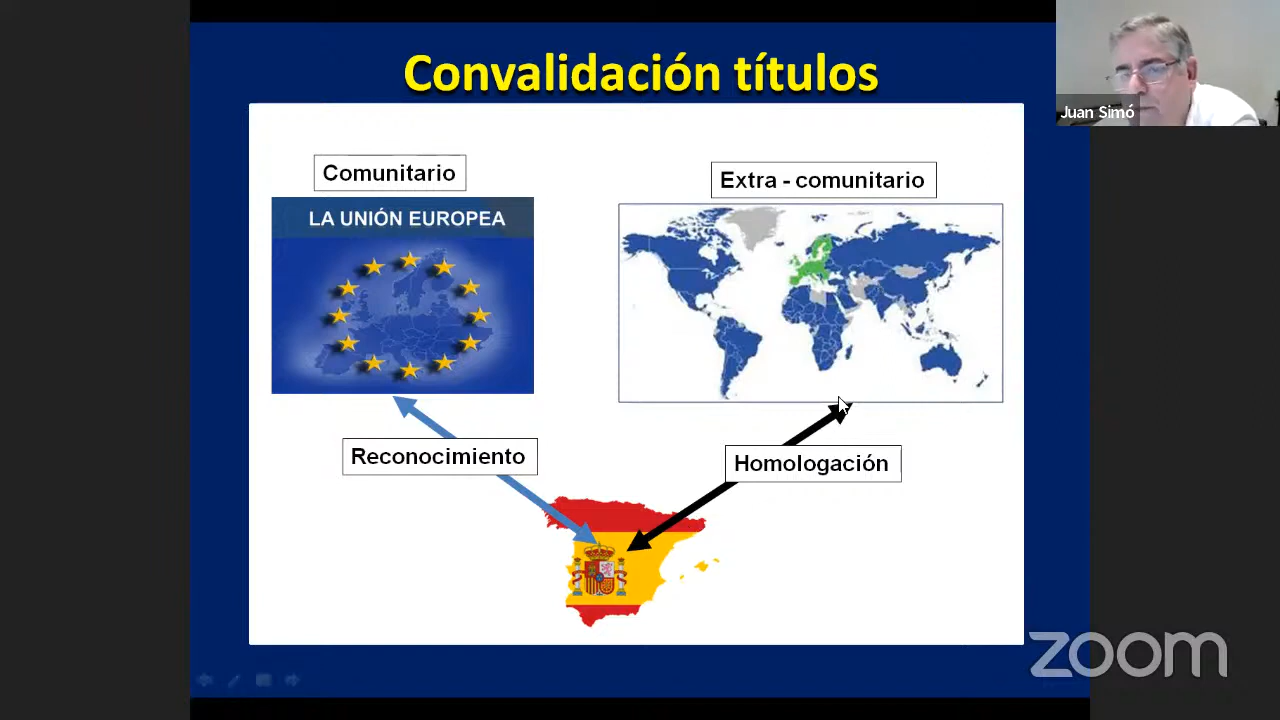 Convalidación títulos
Juan Simó
Comunitario
Extra - comunitario
LA UNIÓN EUROPEA
Reconocimiento
Homologación
zoom